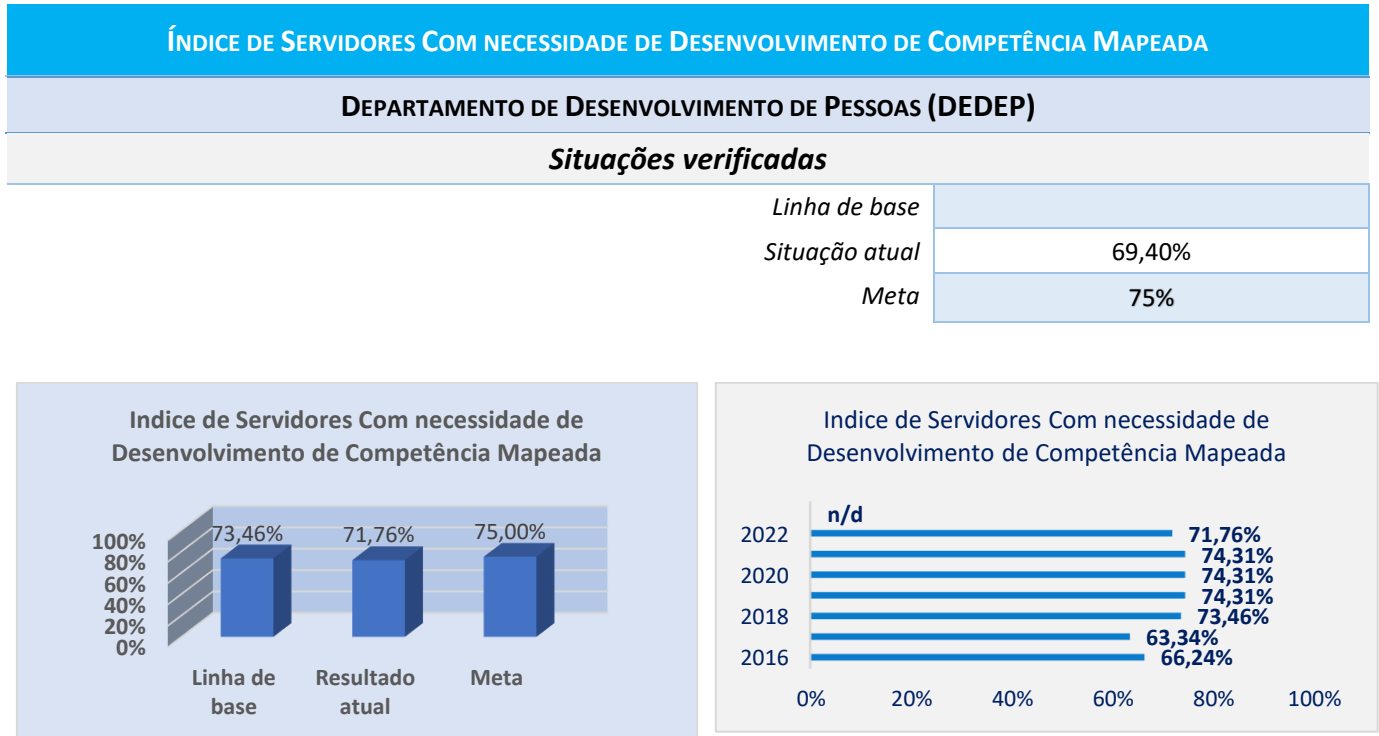 ÍNDICE DE SERVIDORES COM NECESSIDADE DE DESENVOLVIMENTO DE COMPETÊNCIA MAPEADA
DEPARTAMENTO DE DESENVOLVIMENTO DE PESSOAS (DEDEP)
Situações verificadas
Linha de base
Situação atual 69,40%
Meta 75%
Indice de Servidores Com necessidade de
Desenvolvimento de Competência Mapeada
73,46% 71,76% 75,00%
100%
80%
60%
40%
20%
0%
Linha de base
Resultado atual
Meta
Indice de Servidores Com necessidade de
Desenvolvimento de Competência Mapeada
n/d
2022 71,76%
74,31%
2020 74,31%
74,31%
2018 73,46%
63,34%
2016 66,24%
0% 20% 40% 60% 80% 100%